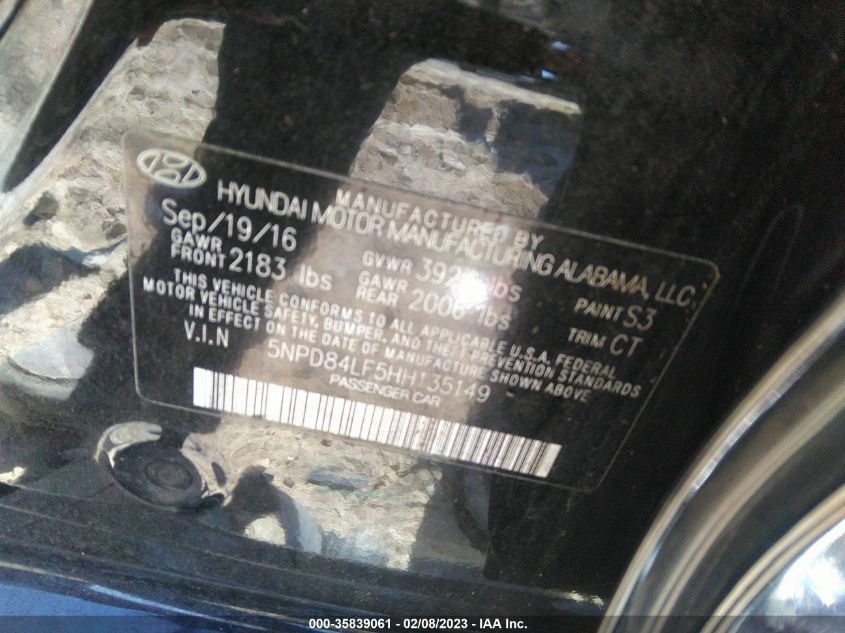 MANUFACTURED BY
HYUNDAI MOTOR MANUFACTURING ALABAMA, LLC
Sep/19/16
GVWR lbs
PAINT S3
GAWR FRONT 2183 lbs
GAWR REAR lbs
TRIM CT
THIS VEHICLE CONFORMS TO ALL APPLICABLE U.S.A. FEDERAL
MOTOR VEHICLE SAFETY, BUMPER, AND THEFT PREVENTION STANDARDS
IN EFFECT ON THE DATE OF MANUFACTURE SHOWN ABOVE
V.I.N 5NPD84LF5HH135149
PASSENGER CAR
000-35839061 - 02/08/2023 - IAA Inc.